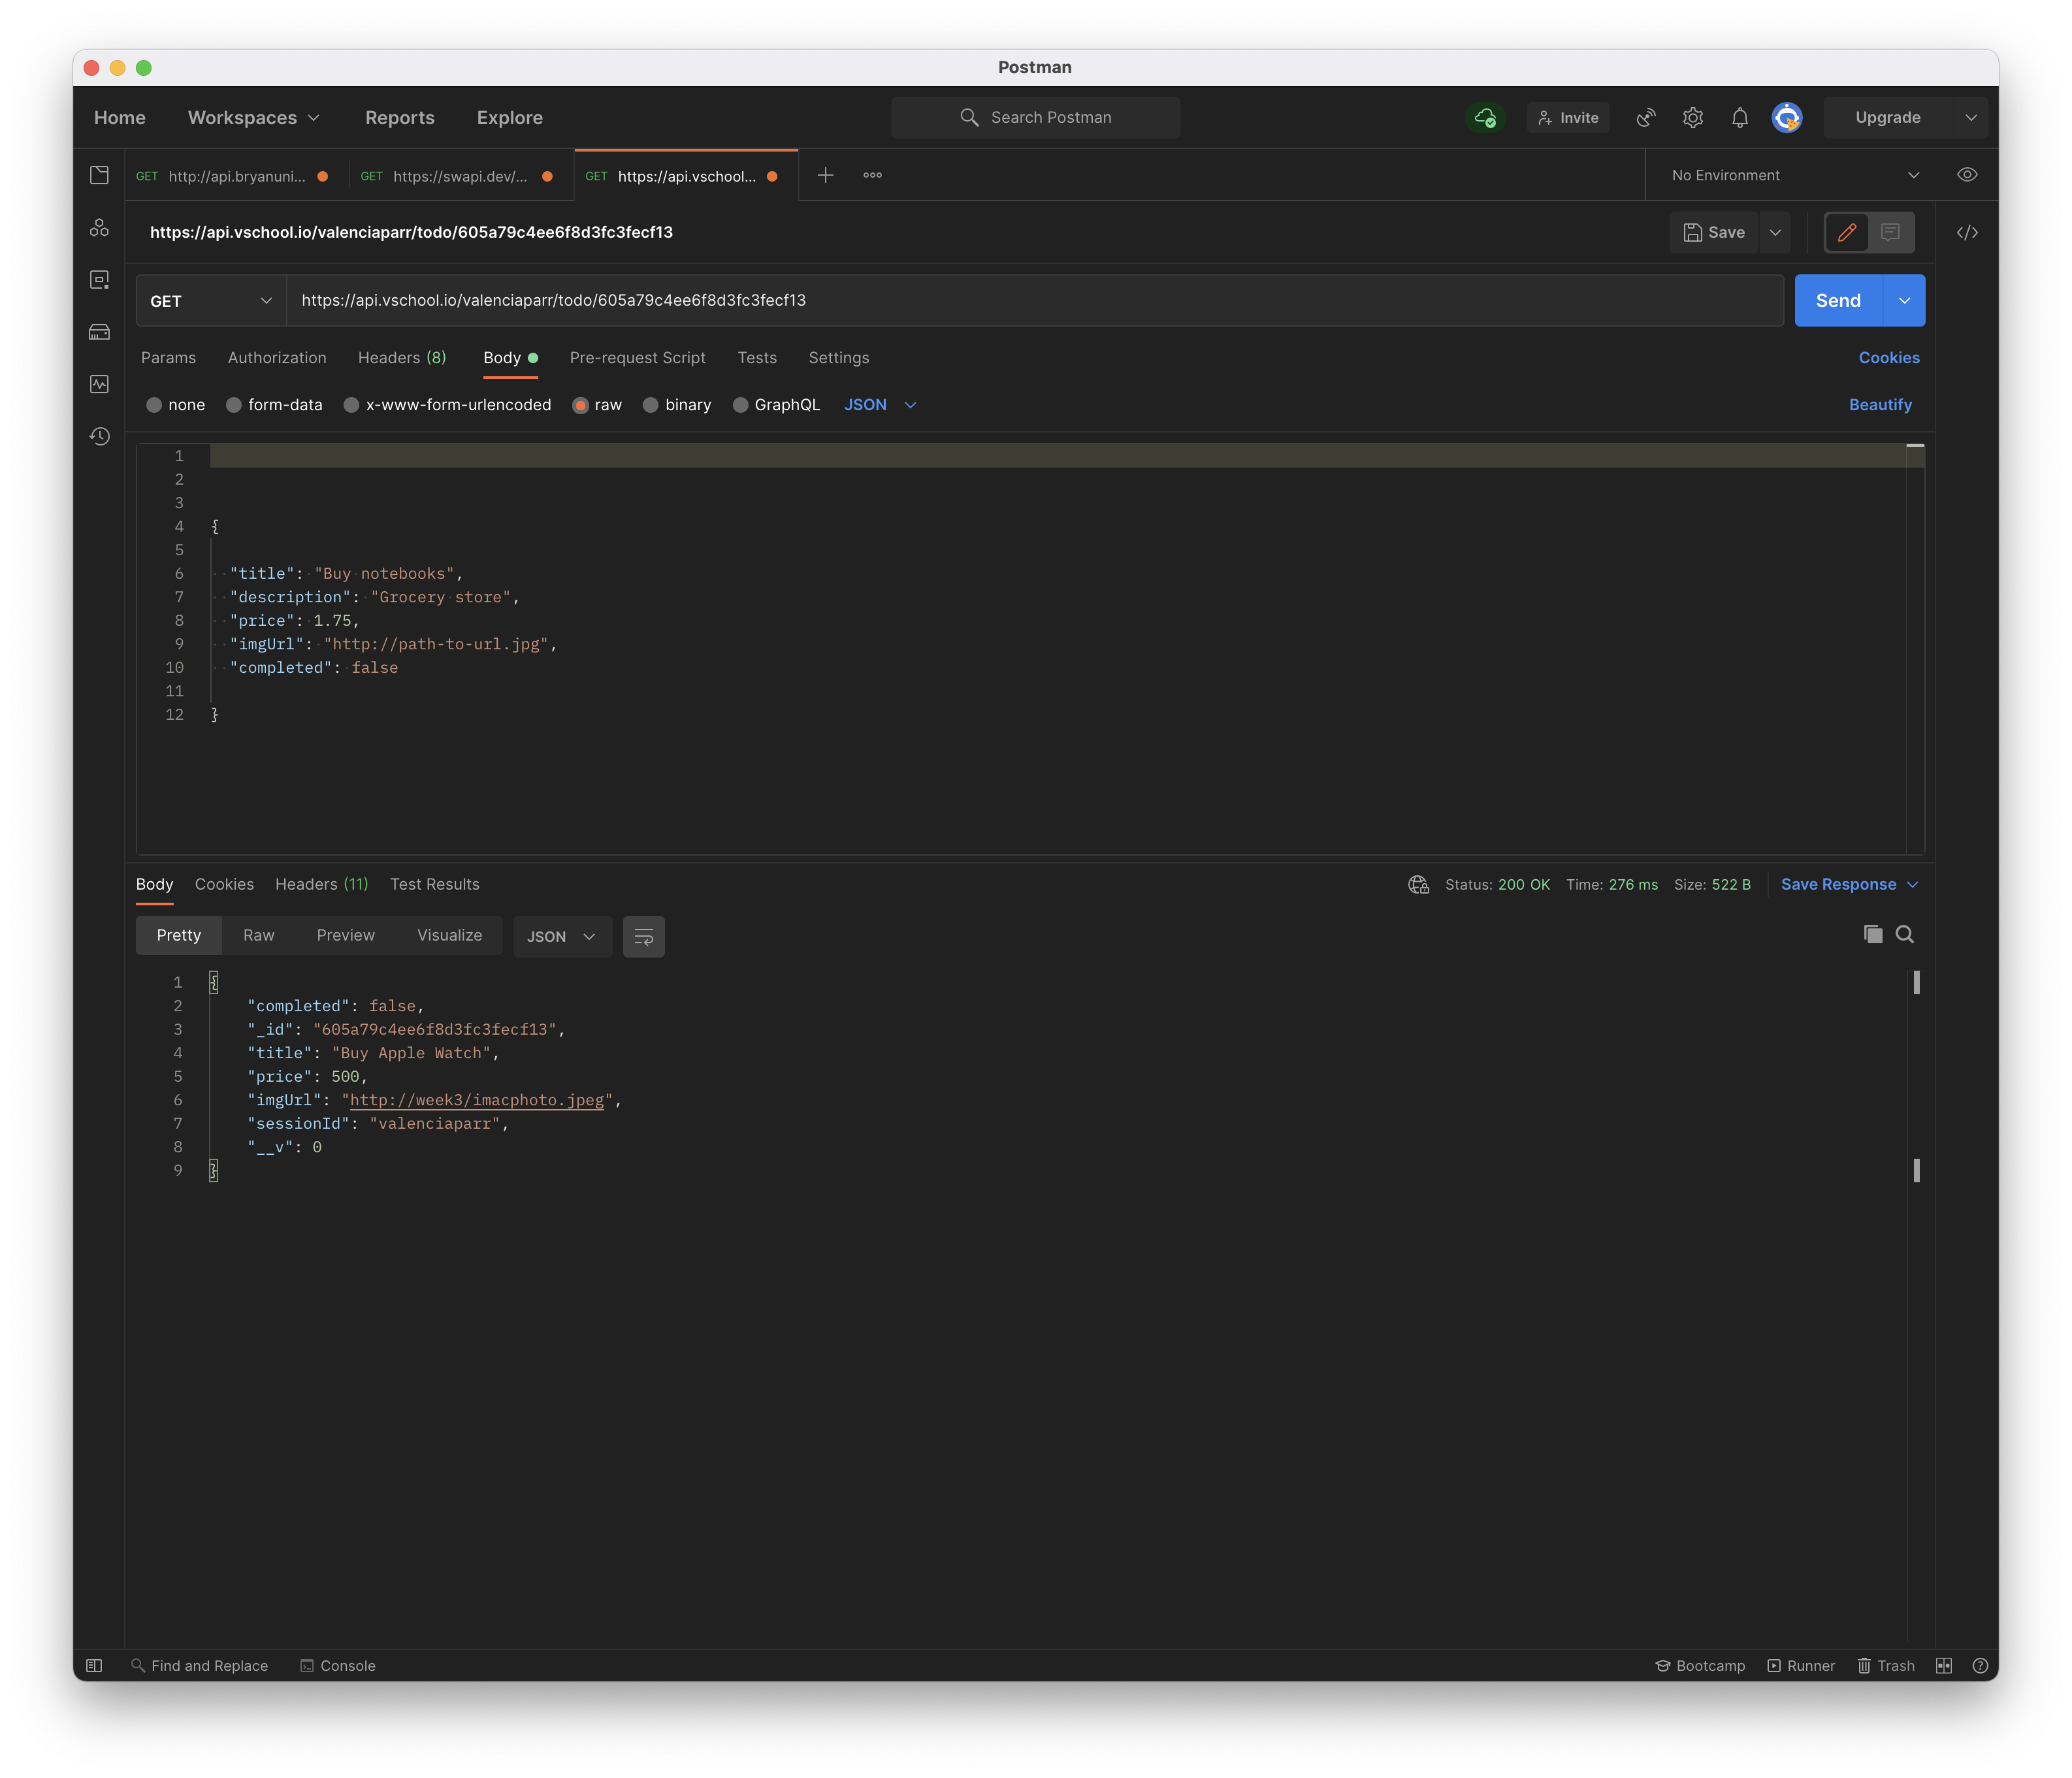 Postman
Home Workspaces Reports Explore Search Postman Invite Upgrade
GET http://api.bryanuni... GET https://swapi.dev/... GET https://api.vschool... No Environment
https://api.vschool.io/valenciaparr/todo/605a79c4ee6f8d3fc3fecf13 Save
GET https://api.vschool.io/valenciaparr/todo/605a79c4ee6f8d3fc3fecf13 Send
Params Authorization Headers (8) Body Pre-request Script Tests Settings Cookies
none form-data x-www-form-urlencoded raw binary GraphQL JSON Beautify
1
2
3
4 {
5
6 "title": "Buy notebooks",
7 "description": "Grocery store",
8 "price": 1.75,
9 "imgUrl": "http://path-to-url.jpg",
10 "completed": false
11
12 }
Body Cookies Headers (11) Test Results Status: 200 OK Time: 276 ms Size: 522 B Save Response
Pretty Raw Preview Visualize JSON
1 {
2 "completed": false,
3 "_id": "605a79c4ee6f8d3fc3fecf13",
4 "title": "Buy Apple Watch",
5 "price": 500,
6 "imgUrl": "http://week3/imacphoto.jpeg",
7 "sessionId": "valenciaparr",
8 "__v": 0
9 }
Find and Replace Console Bootcamp Runner Trash